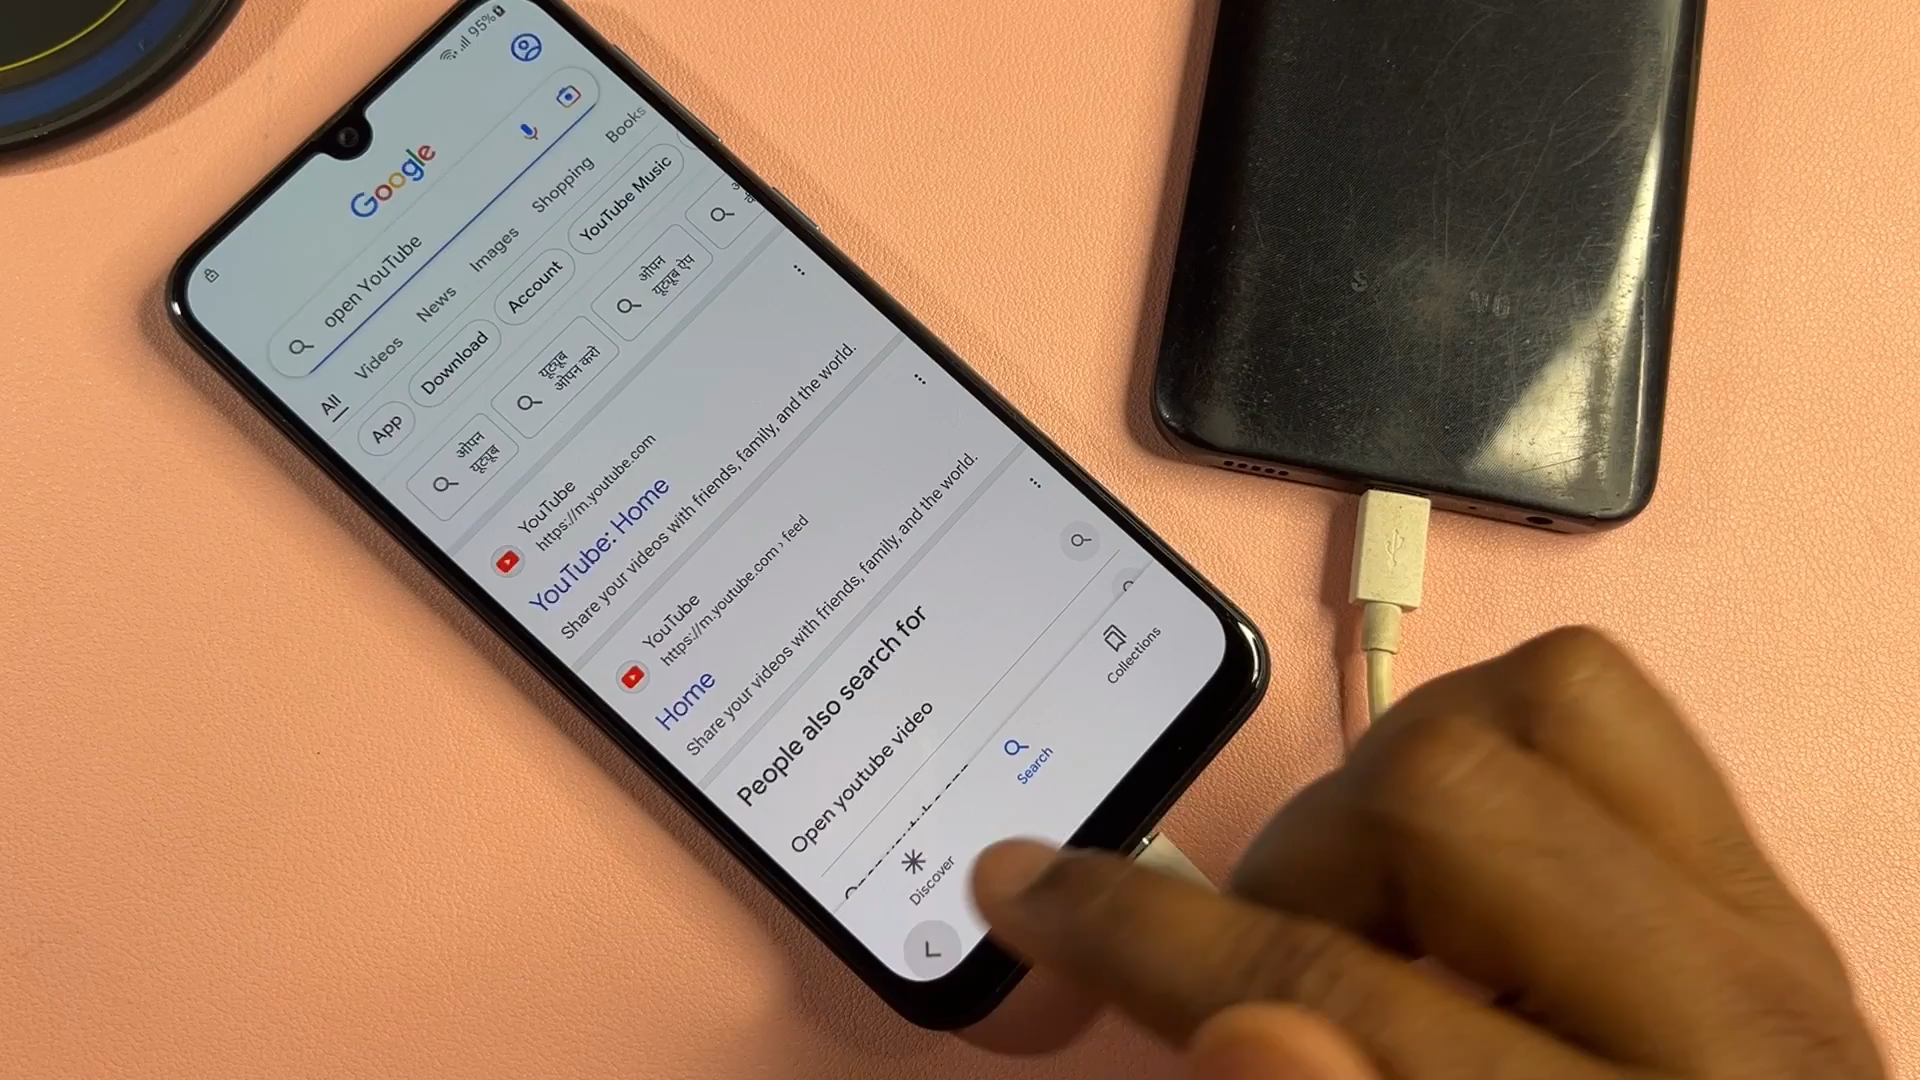 95%
Google
open YouTube
All Videos News Images Shopping Books
App Download Account YouTube Music
ओपन
यूट्यूब
यूट्यूब
ओपन करो
ओपन
यूट्यूब ऐप
YouTube
https://m.youtube.com
YouTube: Home
Share your videos with friends, family, and the world.
YouTube
https://m.youtube.com › feed
Home
Share your videos with friends, family, and the world.
People also search for
Open youtube video
Discover Search Collections